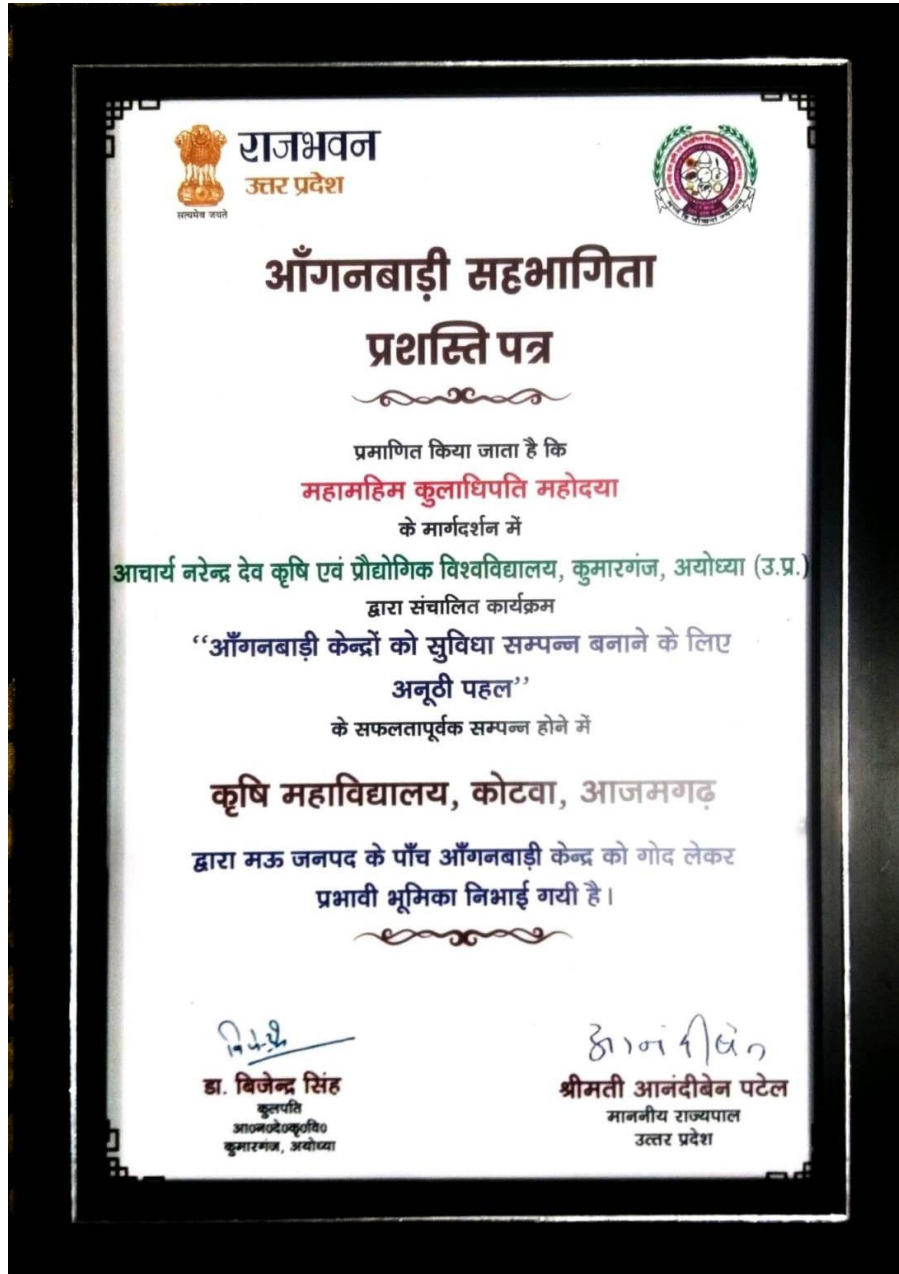 राजभवन
उत्तर प्रदेश
सत्यमेव जयते
आँगनबाड़ी सहभागिता
प्रशस्ति पत्र
प्रमाणित किया जाता है कि
महामहिम कुलाधिपति महोदया
के मार्गदर्शन में
आचार्य नरेन्द्र देव कृषि एवं प्रौद्योगिक विश्वविद्यालय, कुमारगंज, अयोध्या (उ.प्र.)
द्वारा संचालित कार्यक्रम
‘‘आँगनबाड़ी केन्द्रों को सुविधा सम्पन्न बनाने के लिए
अनूठी पहल’’
के सफलतापूर्वक सम्पन्न होने में
कृषि महाविद्यालय, कोटवा, आजमगढ़
द्वारा मऊ जनपद के पाँच आँगनबाड़ी केन्द्र को गोद लेकर
प्रभावी भूमिका निभाई गयी है।
डा. बिजेन्द्र सिंह
कुलपति
आ०न०दे०कृ०वि०
कुमारगंज, अयोध्या
आनंदीबेन
श्रीमती आनंदीबेन पटेल
माननीय राज्यपाल
उत्तर प्रदेश